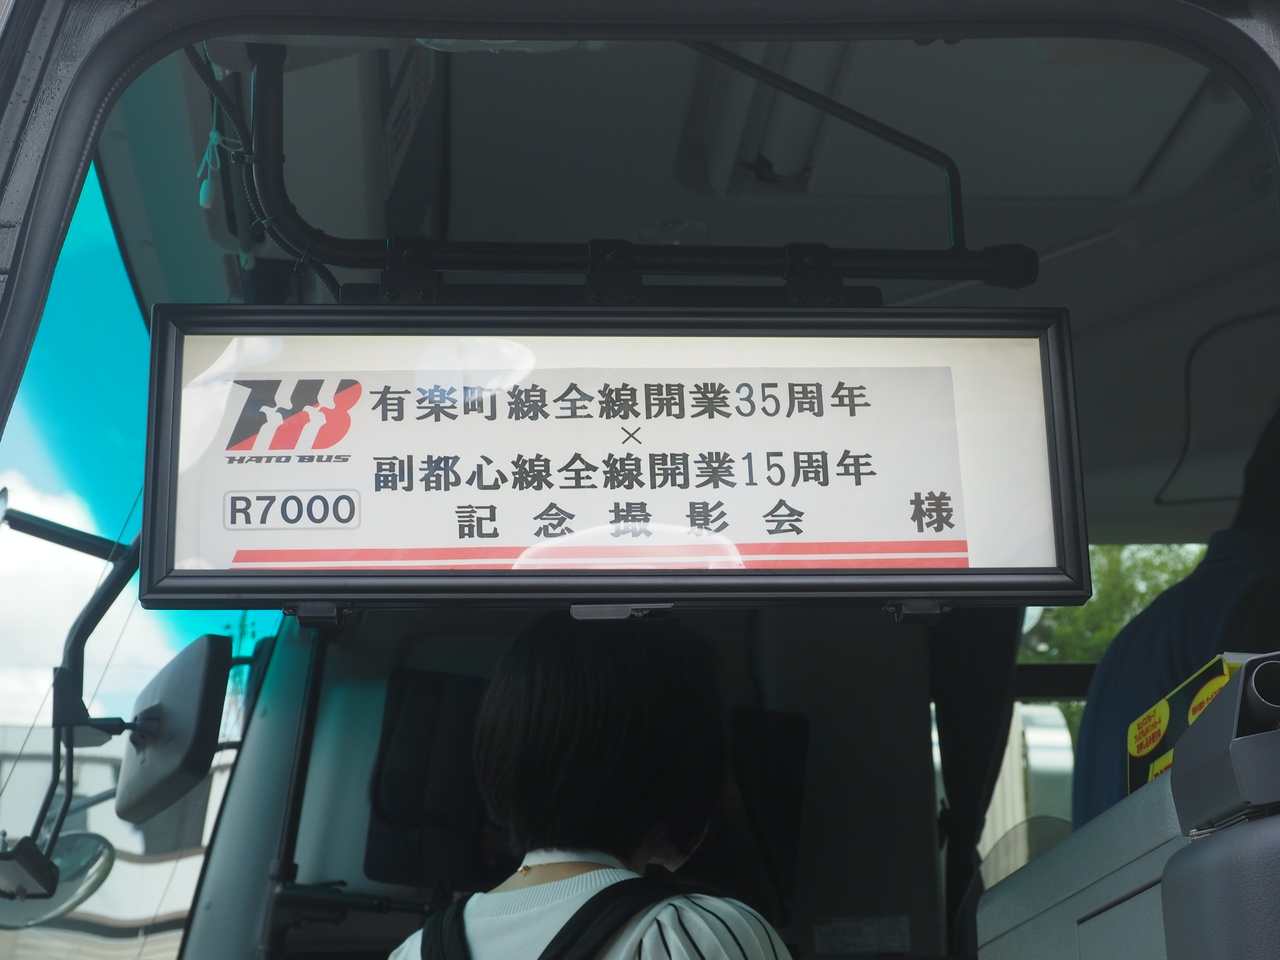 有楽町線全線開業35周年
×
HATO BUS
副都心線全線開業15周年
R7000
記念撮影会 様